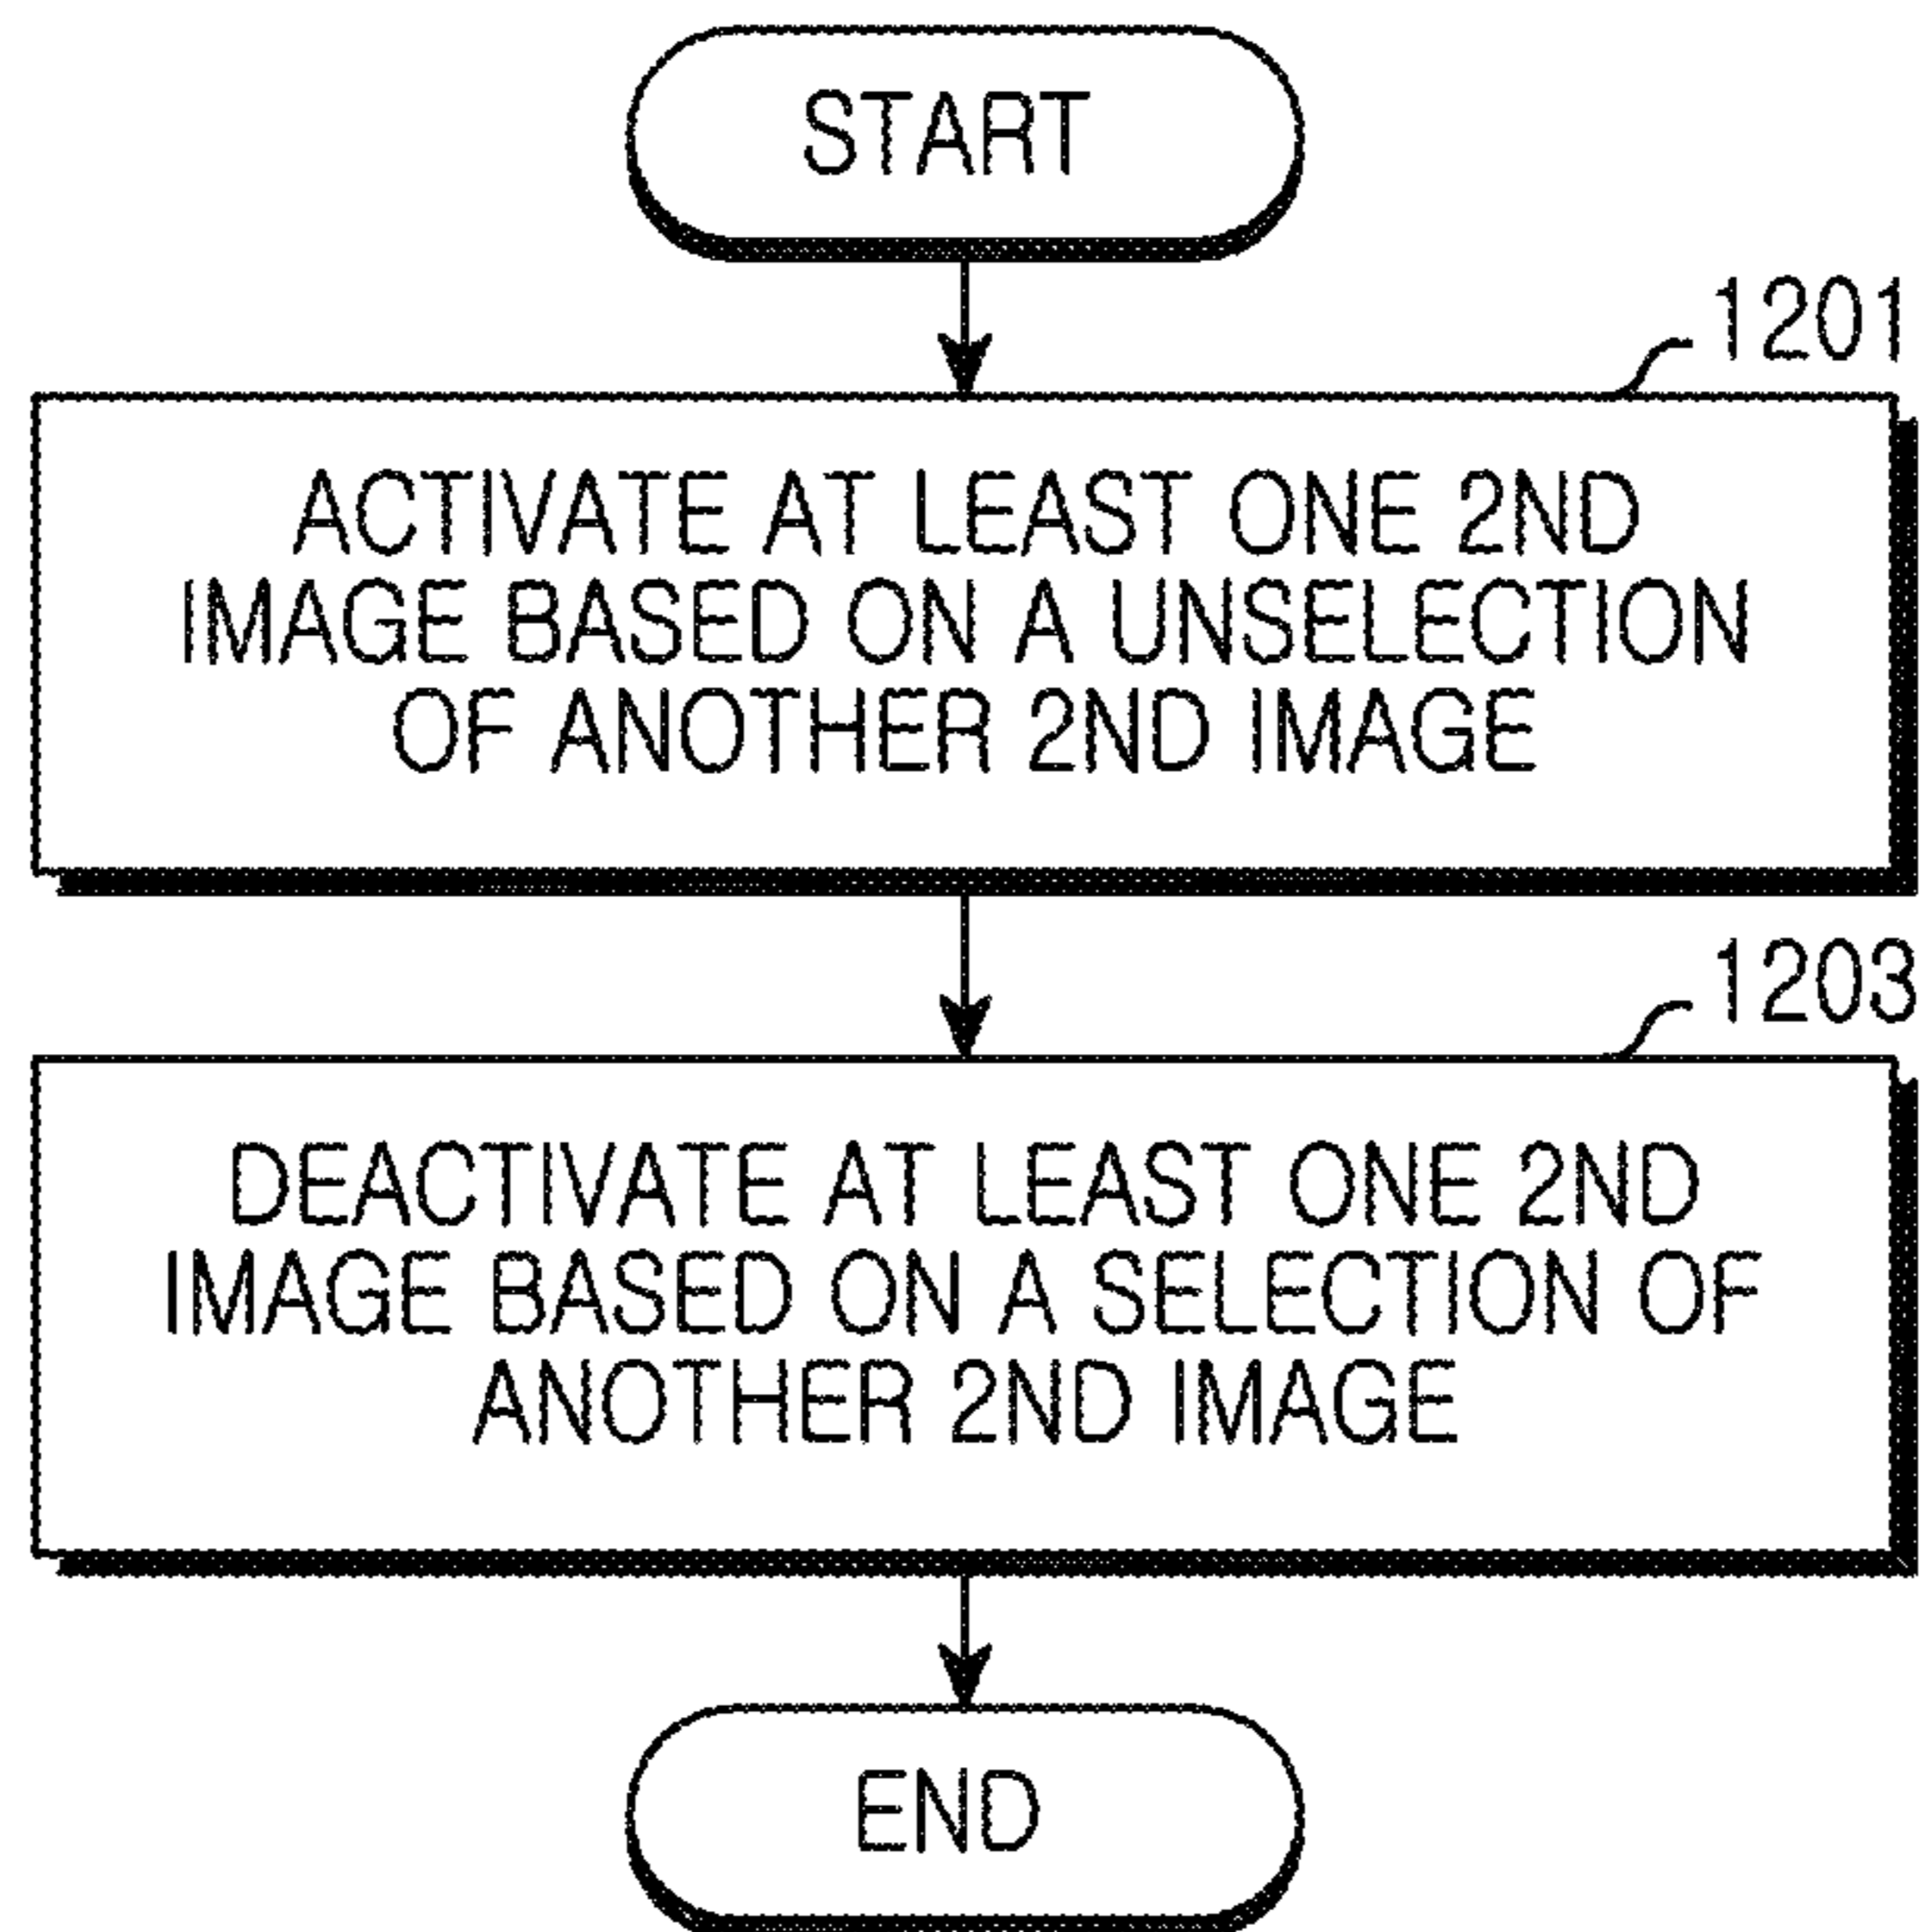 START
1201
ACTIVATE AT LEAST ONE 2ND
IMAGE BASED ON A UNSELECTION
OF ANOTHER 2ND IMAGE
1203
DEACTIVATE AT LEAST ONE 2ND
IMAGE BASED ON A SELECTION OF
ANOTHER 2ND IMAGE
END